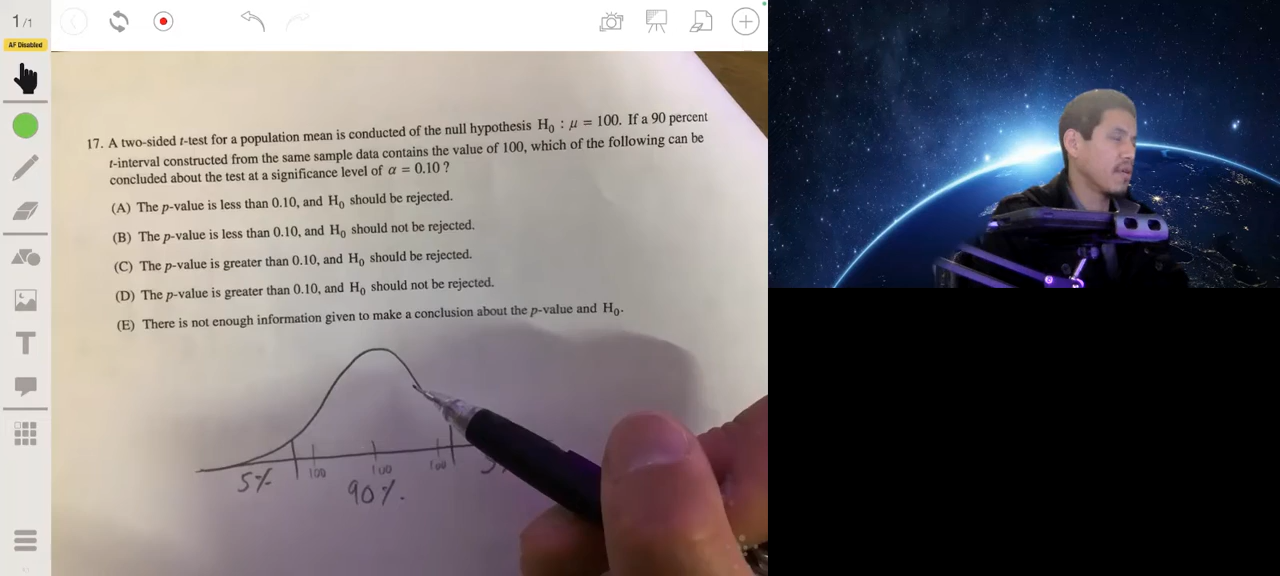 1/1
AF Disabled
17. A two-sided t-test for a population mean is conducted of the null hypothesis H₀ : μ = 100. If a 90 percent
t-interval constructed from the same sample data contains the value of 100, which of the following can be
concluded about the test at a significance level of α = 0.10 ?
(A) The p-value is less than 0.10, and H₀ should be rejected.
(B) The p-value is less than 0.10, and H₀ should not be rejected.
(C) The p-value is greater than 0.10, and H₀ should be rejected.
(D) The p-value is greater than 0.10, and H₀ should not be rejected.
(E) There is not enough information given to make a conclusion about the p-value and H₀.
100 100 100
5% 90%.